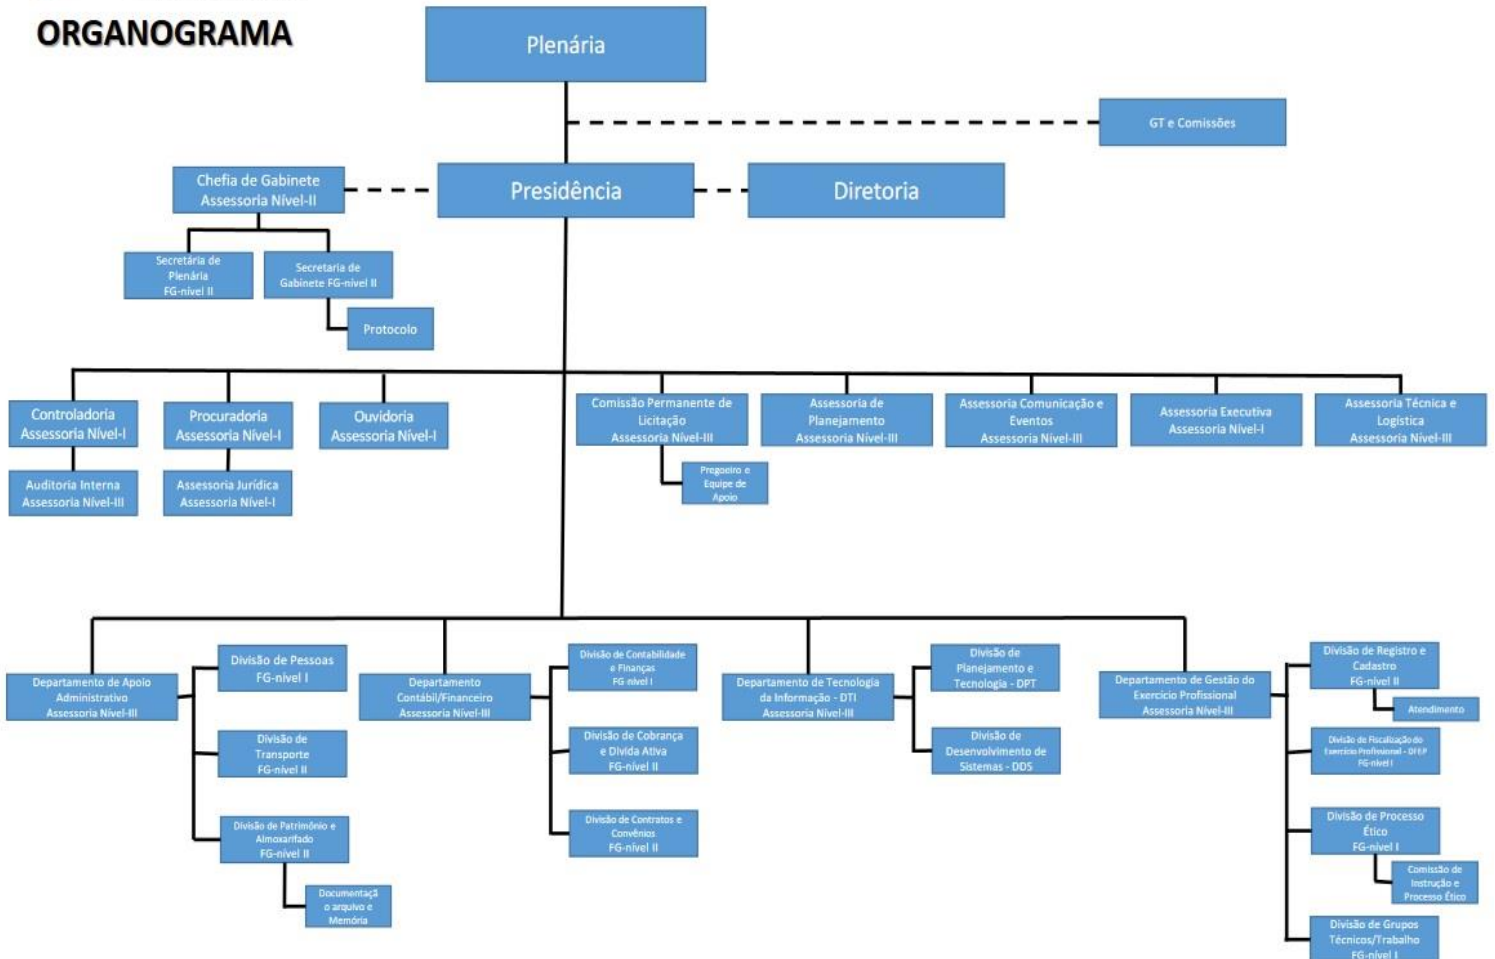 ORGANOGRAMA
Plenária
GT e Comissões
Chefia de Gabinete
Assessoria Nível-II
Presidência
Diretoria
Secretária de
Plenária
FG-nível II
Secretaria de
Gabinete FG-nível II
Protocolo
Controladoria
Assessoria Nível-I
Procuradoria
Assessoria Nível-I
Ouvidoria
Assessoria Nível-I
Comissão Permanente de
Licitação
Assessoria Nível-III
Assessoria de
Planejamento
Assessoria Nível-III
Assessoria Comunicação e
Eventos
Assessoria Nível-III
Assessoria Executiva
Assessoria Nível-I
Assessoria Técnica e
Logística
Assessoria Nível-III
Auditoria Interna
Assessoria Nível-III
Assessoria Jurídica
Assessoria Nível-I
Pregoeiro e
Equipe de
Apoio
Departamento de Apoio
Administrativo
Assessoria Nível-III
Divisão de Pessoas
FG-nível I
Divisão de
Transporte
FG-nível II
Divisão de Patrimônio e
Almoxarifado
FG-nível II
Documentaçã
o arquivo e
Memória
Departamento
Contábil/Financeiro
Assessoria Nível-III
Divisão de Contabilidade
e Finanças
FG-nível I
Divisão de Cobrança
e Divida Ativa
FG-nível II
Divisão de Contratos e
Convênios
FG-nível II
Departamento de Tecnologia
da Informação - DTI
Assessoria Nível-III
Divisão de
Planejamento e
Tecnologia - DPT
Divisão de
Desenvolvimento de
Sistemas - DDS
Departamento de Gestão do
Exercício Profissional
Assessoria Nível-III
Divisão de Registro e
Cadastro
FG-nível II
Atendimento
Divisão de Fiscalização do
Exercício Profissional - DFEP
FG-nível I
Divisão de Processo
Ético
FG-nível I
Comissão de
Instrução e
Processo Ético
Divisão de Grupos
Técnicos/Trabalho
FG-nível I